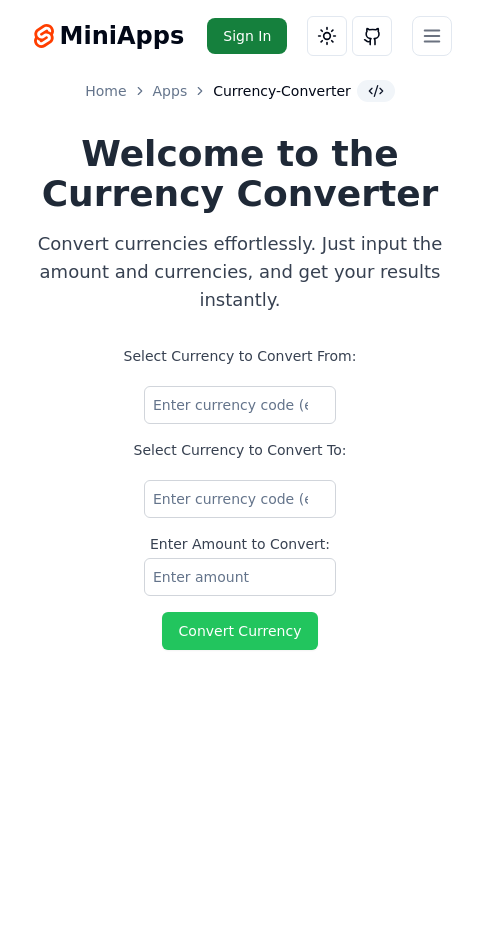 MiniApps
Sign In
Home
Apps
Currency-Converter
Welcome to the
Currency Converter
Convert currencies effortlessly. Just input the
amount and currencies, and get your results
instantly.
Select Currency to Convert From:
Enter currency code (e
Select Currency to Convert To:
Enter currency code (e
Enter Amount to Convert:
Enter amount
Convert Currency